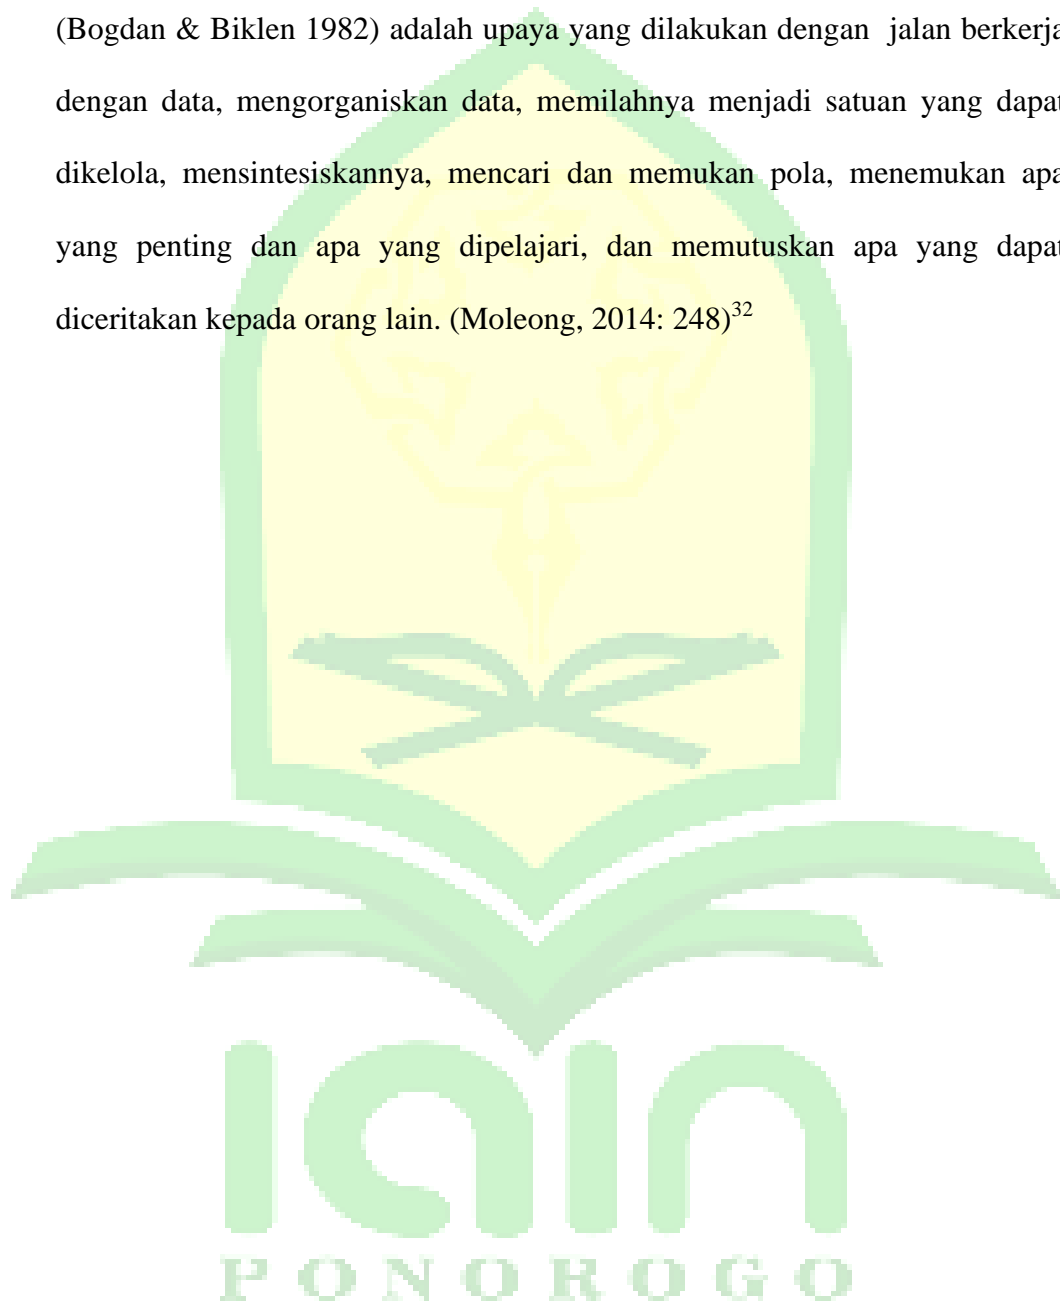 (Bogdan & Biklen 1982) adalah upaya yang dilakukan dengan jalan berkerja
dengan data, mengorganiskan data, memilahnya menjadi satuan yang dapat
dikelola, mensintesiskannya, mencari dan memukan pola, menemukan apa
yang penting dan apa yang dipelajari, dan memutuskan apa yang dapat
diceritakan kepada orang lain. (Moleong, 2014: 248)32
iain
PONOROGO